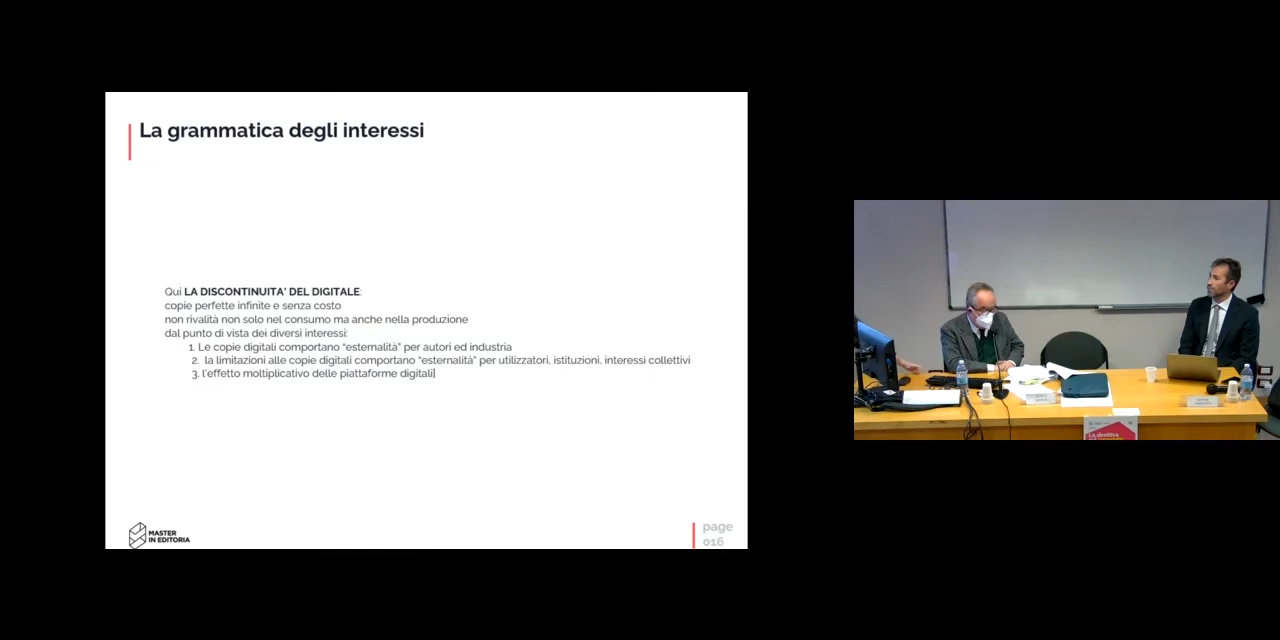 La grammatica degli interessi
Qui LA DISCONTINUITA' DEL DIGITALE:
copie perfette infinite e senza costo
non rivalità non solo nel consumo ma anche nella produzione
dal punto di vista dei diversi interessi:
1. Le copie digitali comportano "esternalità" per autori ed industria
2. la limitazioni alle copie digitali comportano "esternalità" per utilizzatori, istituzioni, interessi collettivi
3. l'effetto moltiplicativo delle piattaforme digitali]
MASTER
IN EDITORIA
page
016
La direttiva